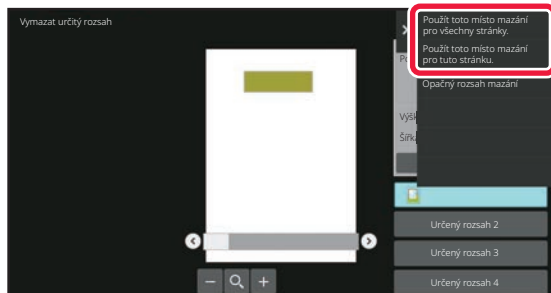 Vymazat určitý rozsah
Použít toto místo mazání
pro všechny stránky.
Použít toto místo mazání
pro tuto stránku.
Opačný rozsah mazání
Určený rozsah 2
Určený rozsah 3
Určený rozsah 4